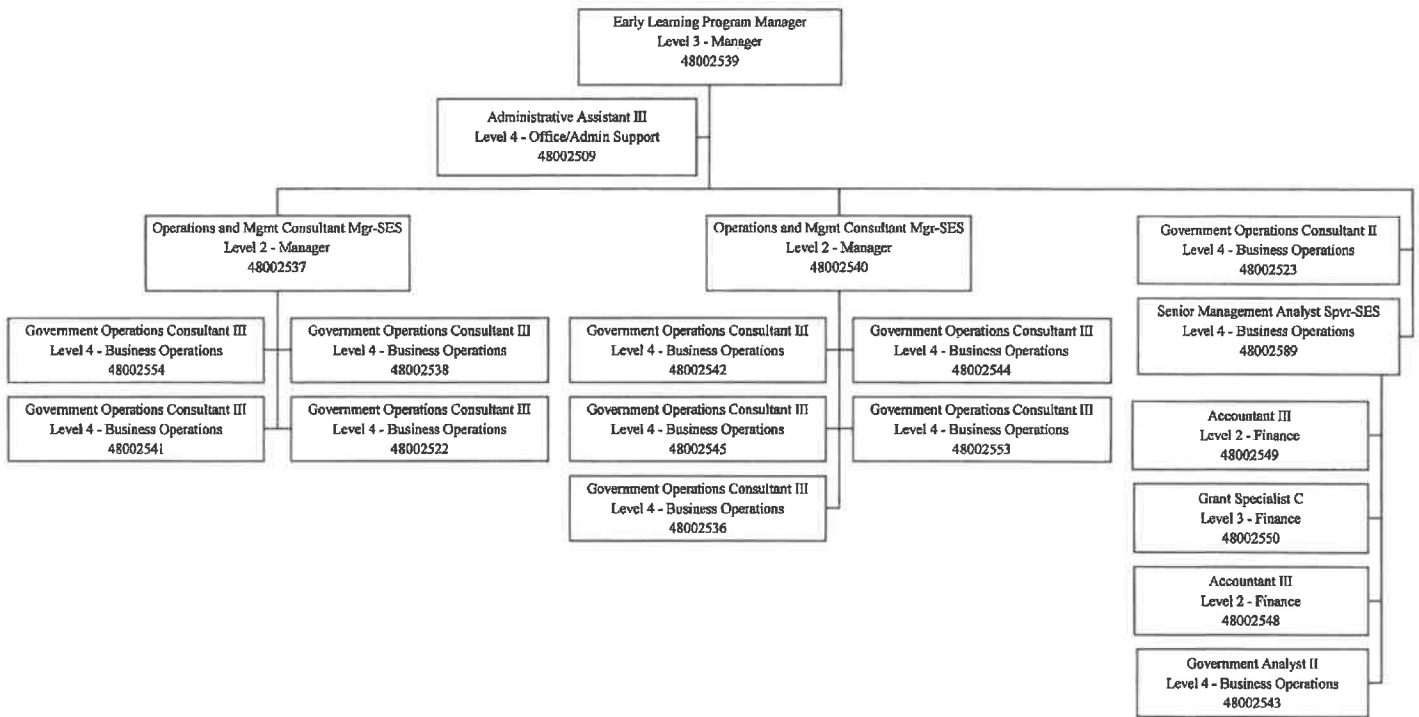 Early Learning Program Manager
Level 3 - Manager
48002539
Administrative Assistant III
Level 4 - Office/Admin Support
48002509
Operations and Mgmt Consultant Mgr-SES
Level 2 - Manager
48002537
Operations and Mgmt Consultant Mgr-SES
Level 2 - Manager
48002540
Government Operations Consultant II
Level 4 - Business Operations
48002523
Senior Management Analyst Spvr-SES
Level 4 - Business Operations
48002589
Government Operations Consultant III
Level 4 - Business Operations
48002554
Government Operations Consultant III
Level 4 - Business Operations
48002538
Government Operations Consultant III
Level 4 - Business Operations
48002541
Government Operations Consultant III
Level 4 - Business Operations
48002522
Government Operations Consultant III
Level 4 - Business Operations
48002542
Government Operations Consultant III
Level 4 - Business Operations
48002544
Government Operations Consultant III
Level 4 - Business Operations
48002545
Government Operations Consultant III
Level 4 - Business Operations
48002553
Government Operations Consultant III
Level 4 - Business Operations
48002536
Accountant III
Level 2 - Finance
48002549
Grant Specialist C
Level 3 - Finance
48002550
Accountant III
Level 2 - Finance
48002548
Government Analyst II
Level 4 - Business Operations
48002543